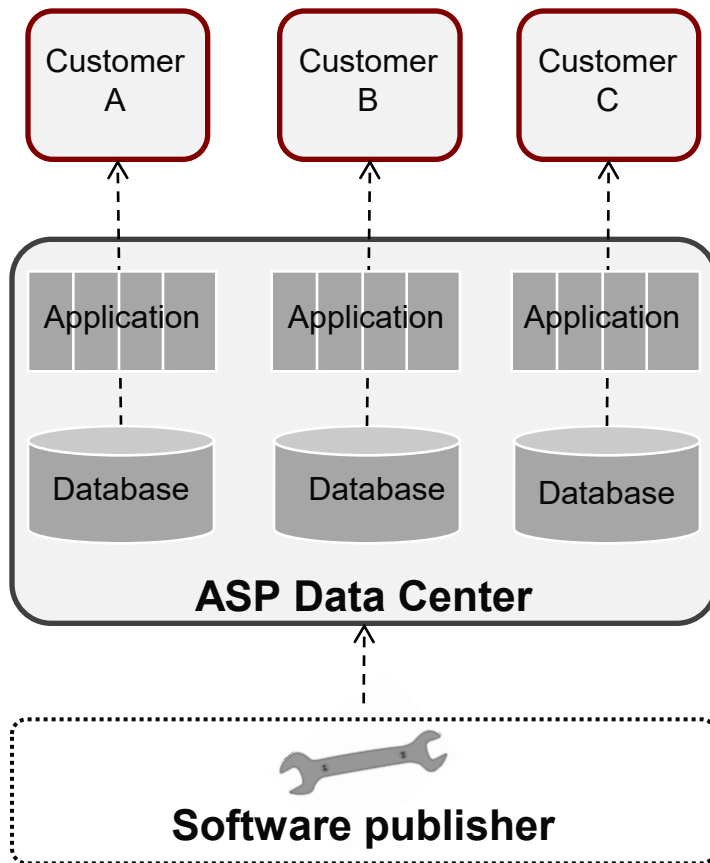 Customer
A
Customer
B
Customer
C
Application
Application
Application
Database
Database
Database
ASP Data Center
Software publisher